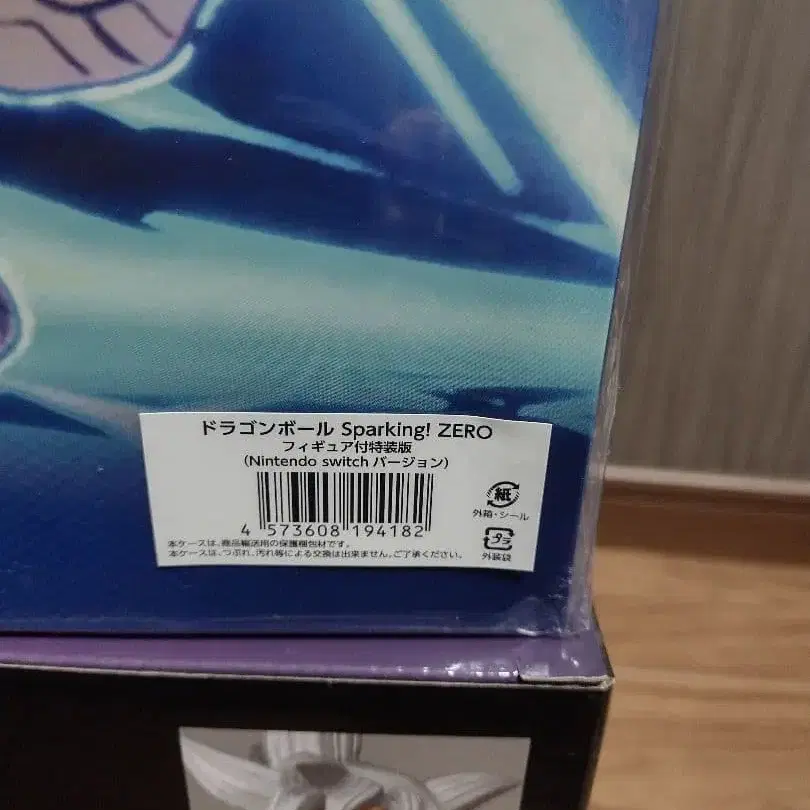 ドラゴンボール Sparking! ZERO
フィギュア付特装版
(Nintendo switch バージョン)
4 573608 194182
本ケースは、商品輸送用の保護梱包材です。
本ケースは、つぶれ、汚れ等による交換は出来ません。ご了承ください。
紙
外箱・シール
プラ
外装袋